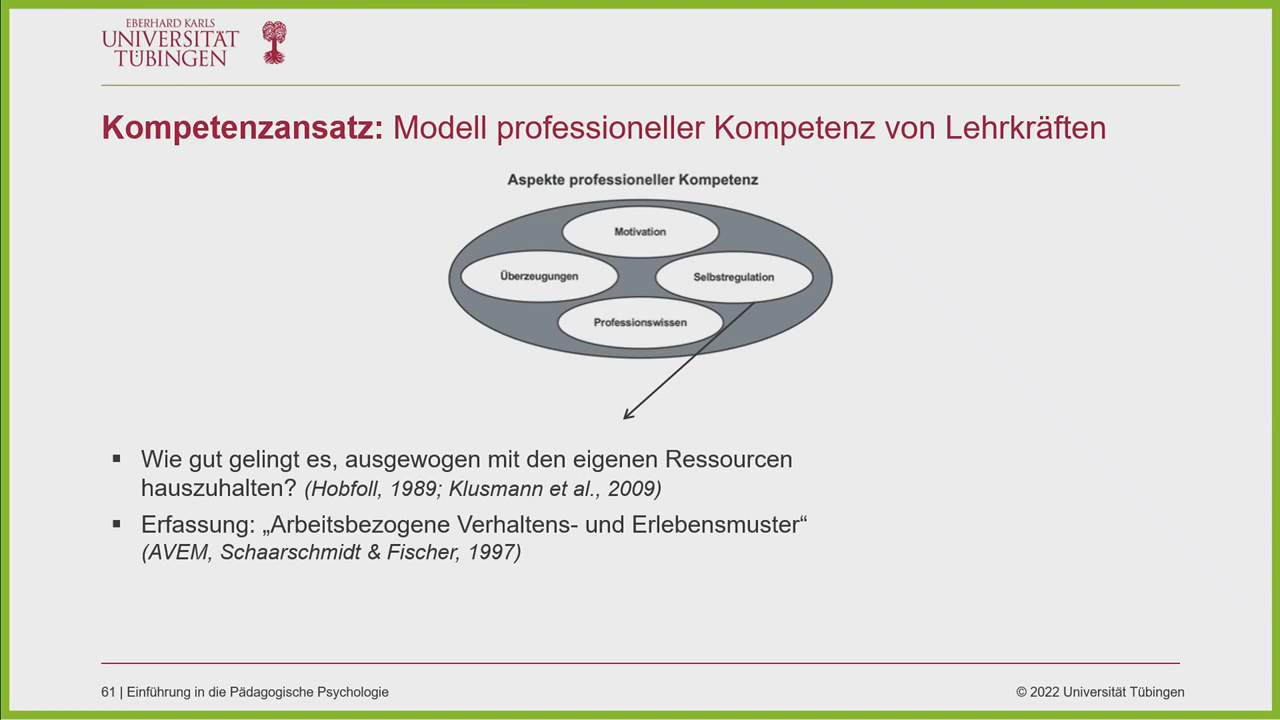 EBERHARD KARLS
UNIVERSITÄT
TÜBINGEN
Kompetenzansatz: Modell professioneller Kompetenz von Lehrkräften
Aspekte professioneller Kompetenz
Motivation
Überzeugungen
Selbstregulation
Professionswissen
▪ Wie gut gelingt es, ausgewogen mit den eigenen Ressourcen
hauszuhalten? (Hobfoll, 1989; Klusmann et al., 2009)
▪ Erfassung: „Arbeitsbezogene Verhaltens- und Erlebensmuster“
(AVEM, Schaarschmidt & Fischer, 1997)
61 | Einführung in die Pädagogische Psychologie
© 2022 Universität Tübingen